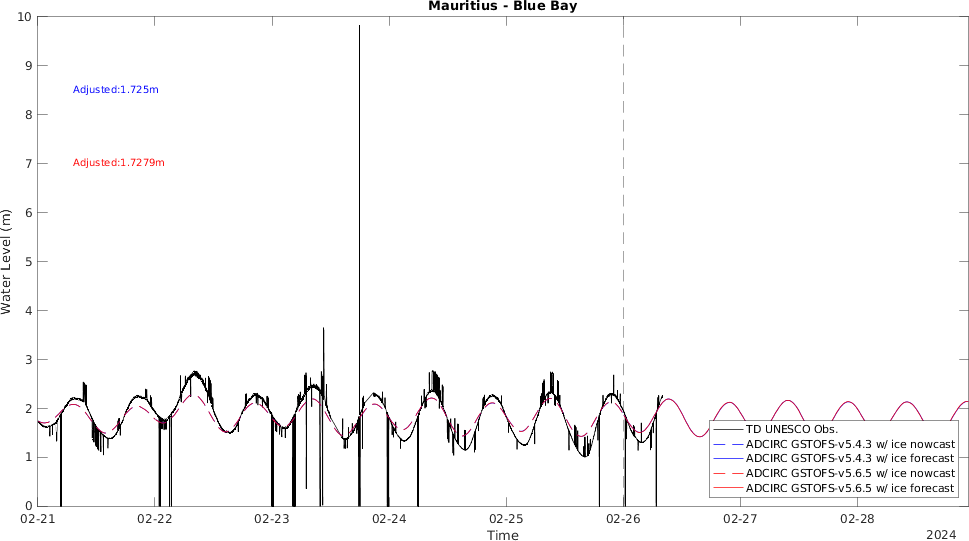 Mauritius - Blue Bay
10
9
8
7
6
5
4
3
2
1
0
Water Level (m)
Adjusted:1.725m
Adjusted:1.7279m
TD UNESCO Obs.
ADCIRC GSTOFS-v5.4.3 w/ ice nowcast
ADCIRC GSTOFS-v5.4.3 w/ ice forecast
ADCIRC GSTOFS-v5.6.5 w/ ice nowcast
ADCIRC GSTOFS-v5.6.5 w/ ice forecast
02-21 02-22 02-23 02-24 02-25 02-26 02-27 02-28
Time
2024